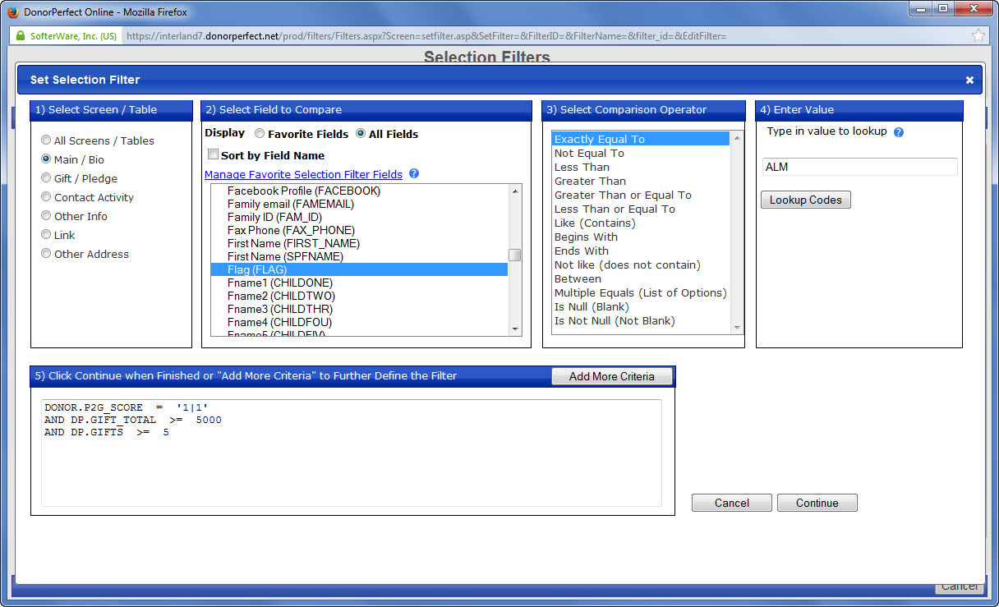 DonorPerfect Online - Mozilla Firefox
SofterWare, Inc. (US) https://interland7.donorperfect.net/prod/filters/Filters.aspx?Screen=setfilter.asp&SetFilter=&FilterID=&FilterName=&filter_id=&EditFilter=
Selection Filters
Set Selection Filter
1) Select Screen / Table
All Screens / Tables
Main / Bio
Gift / Pledge
Contact Activity
Other Info
Link
Other Address
2) Select Field to Compare
Display Favorite Fields All Fields
Sort by Field Name
Manage Favorite Selection Filter Fields ?
Facebook Profile (FACEBOOK)
Family email (FAMEMAIL)
Family ID (FAM_ID)
Fax Phone (FAX_PHONE)
First Name (FIRST_NAME)
First Name (SPFNAME)
Flag (FLAG)
Fname1 (CHILDONE)
Fname2 (CHILDTWO)
Fname3 (CHILDTHR)
Fname4 (CHILDFOU)
Fname5 (CHILDFIV)
3) Select Comparison Operator
Exactly Equal To
Not Equal To
Less Than
Greater Than
Greater Than or Equal To
Less Than or Equal To
Like (Contains)
Begins With
Ends With
Not like (does not contain)
Between
Multiple Equals (List of Options)
Is Null (Blank)
Is Not Null (Not Blank)
4) Enter Value
Type in value to lookup ?
ALM
Lookup Codes
5) Click Continue when Finished or "Add More Criteria" to Further Define the Filter
Add More Criteria
DONOR.P2G_SCORE = '1|1'
AND DP.GIFT_TOTAL >= 5000
AND DP.GIFTS >= 5
Cancel
Continue
Cancel